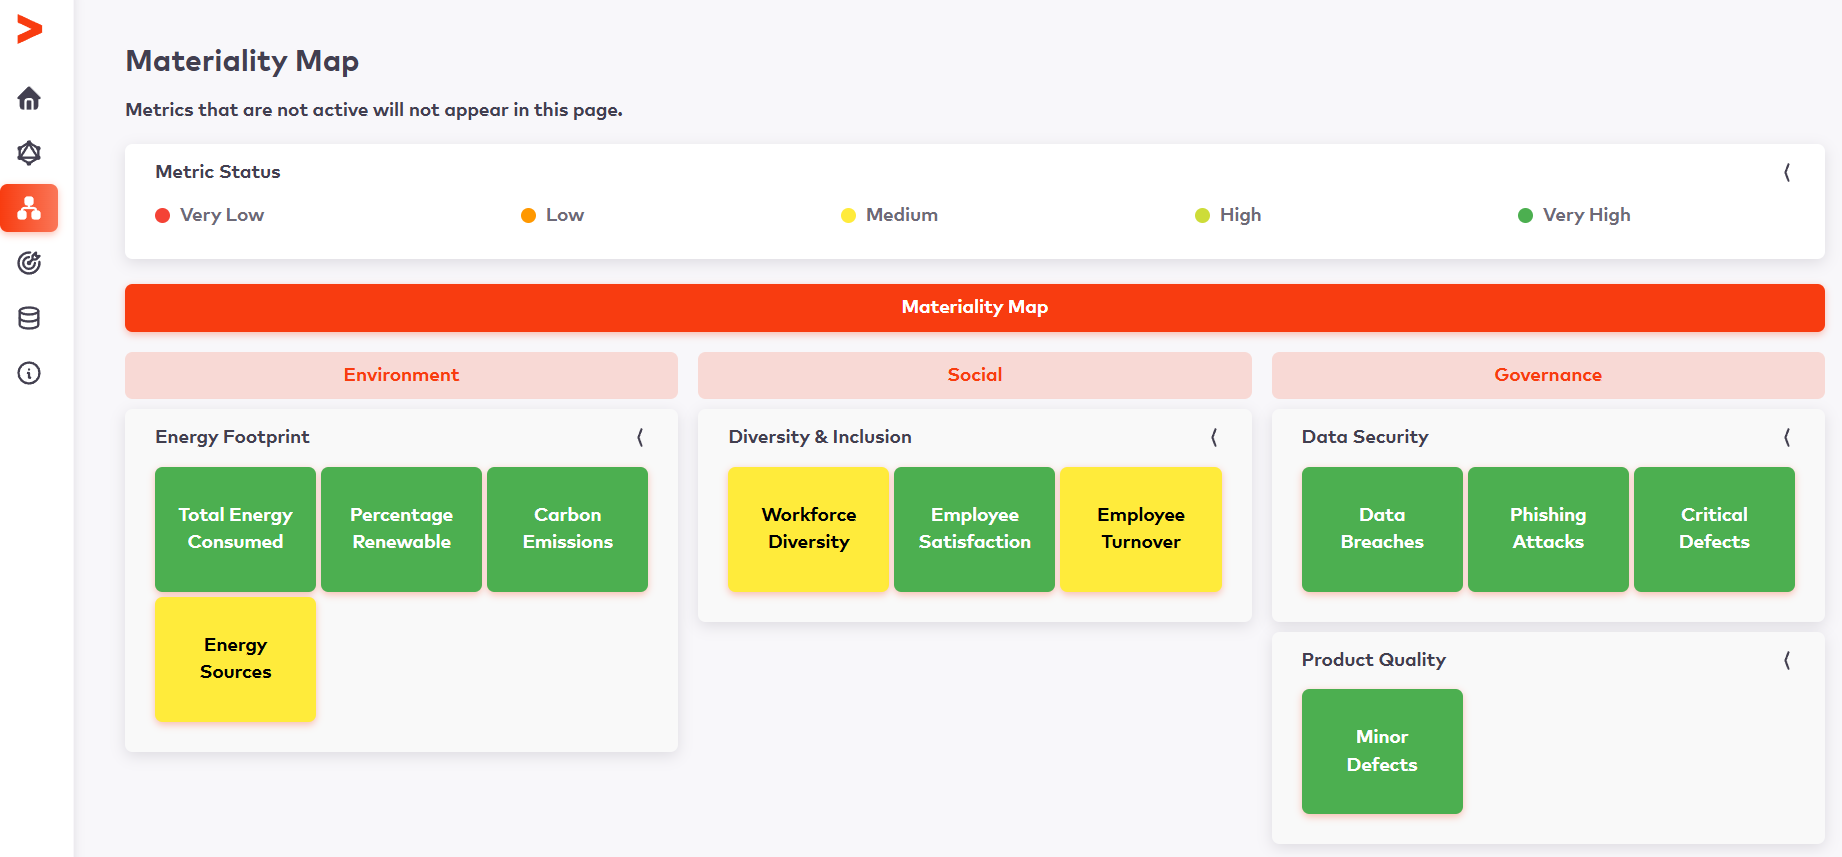 Materiality Map
Metrics that are not active will not appear in this page.
Metric Status
Very Low
Low
Medium
High
Very High
Materiality Map
Environment
Social
Governance
Energy Footprint
Total Energy
Consumed
Percentage
Renewable
Carbon
Emissions
Energy
Sources
Diversity & Inclusion
Workforce
Diversity
Employee
Satisfaction
Employee
Turnover
Data Security
Data
Breaches
Phishing
Attacks
Critical
Defects
Product Quality
Minor
Defects